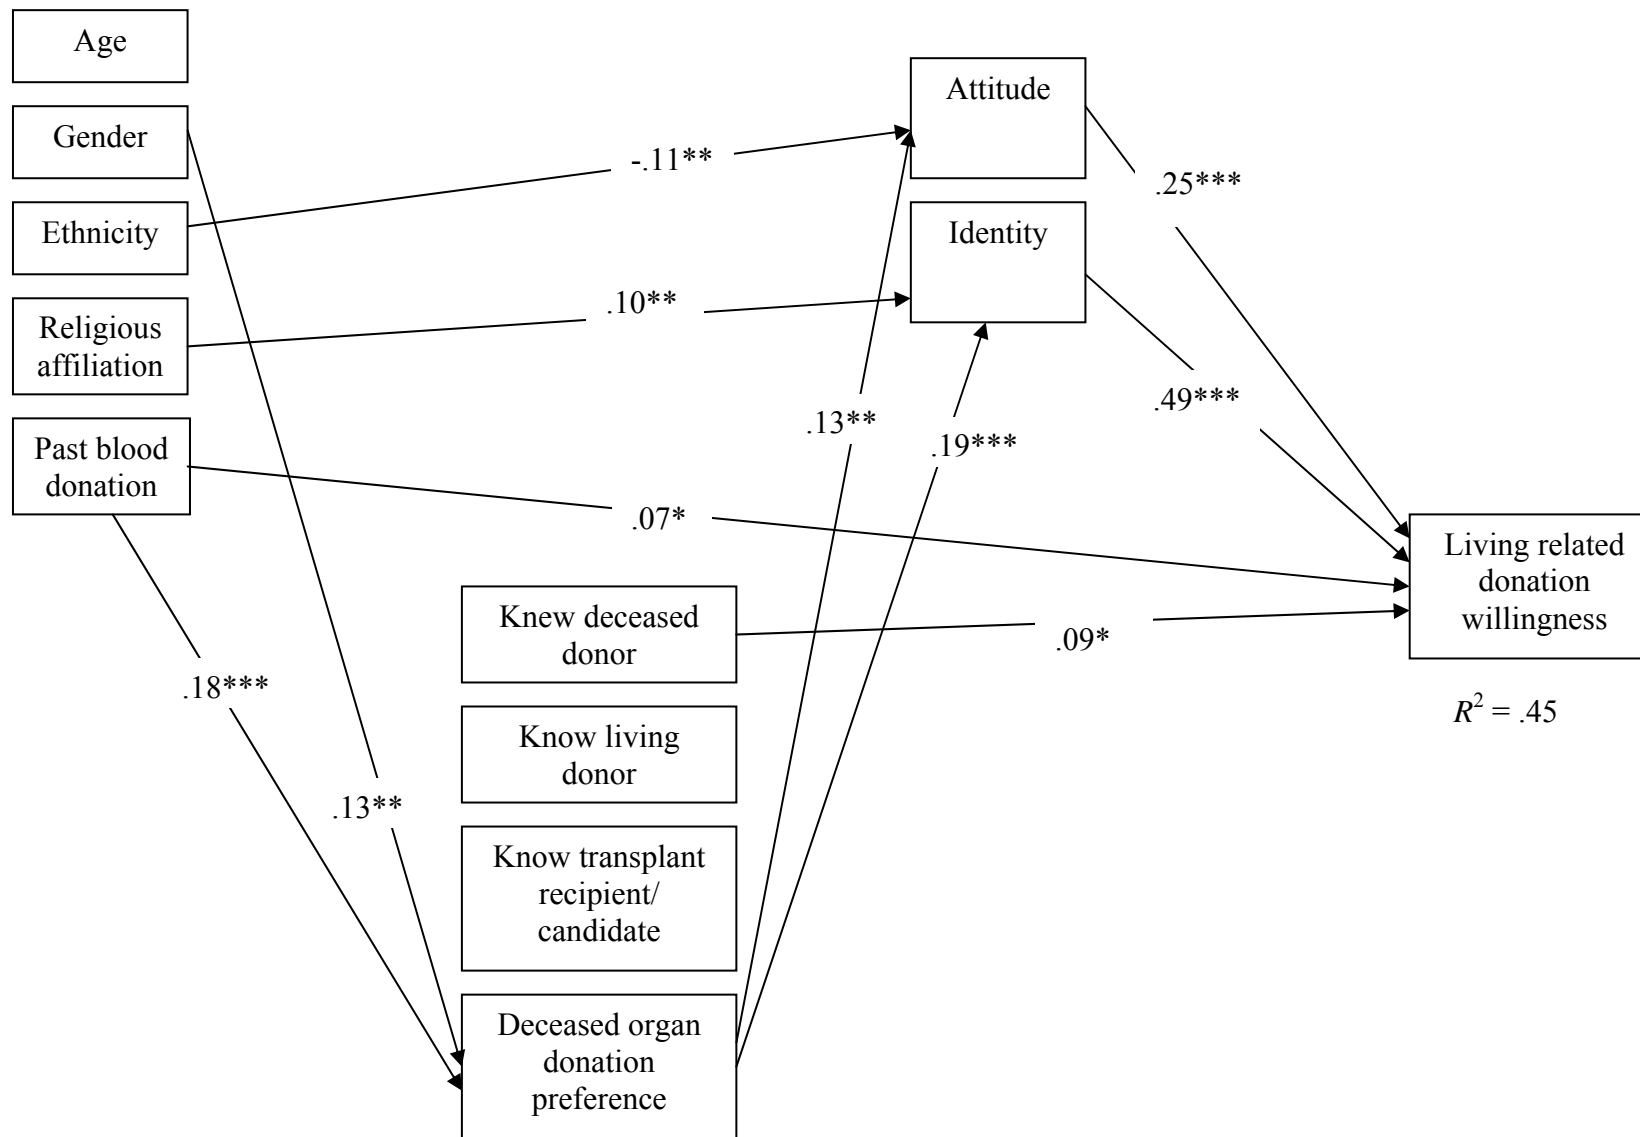 Age
Gender
Ethnicity
Religious
affiliation
Past blood
donation
Attitude
Identity
-.11**
.10**
.25***
.49***
.13**
.19***
.07*
.09*
.18***
.13**
Knew deceased
donor
Know living
donor
Know transplant
recipient/
candidate
Deceased organ
donation
preference
Living related
donation
willingness
R² = .45